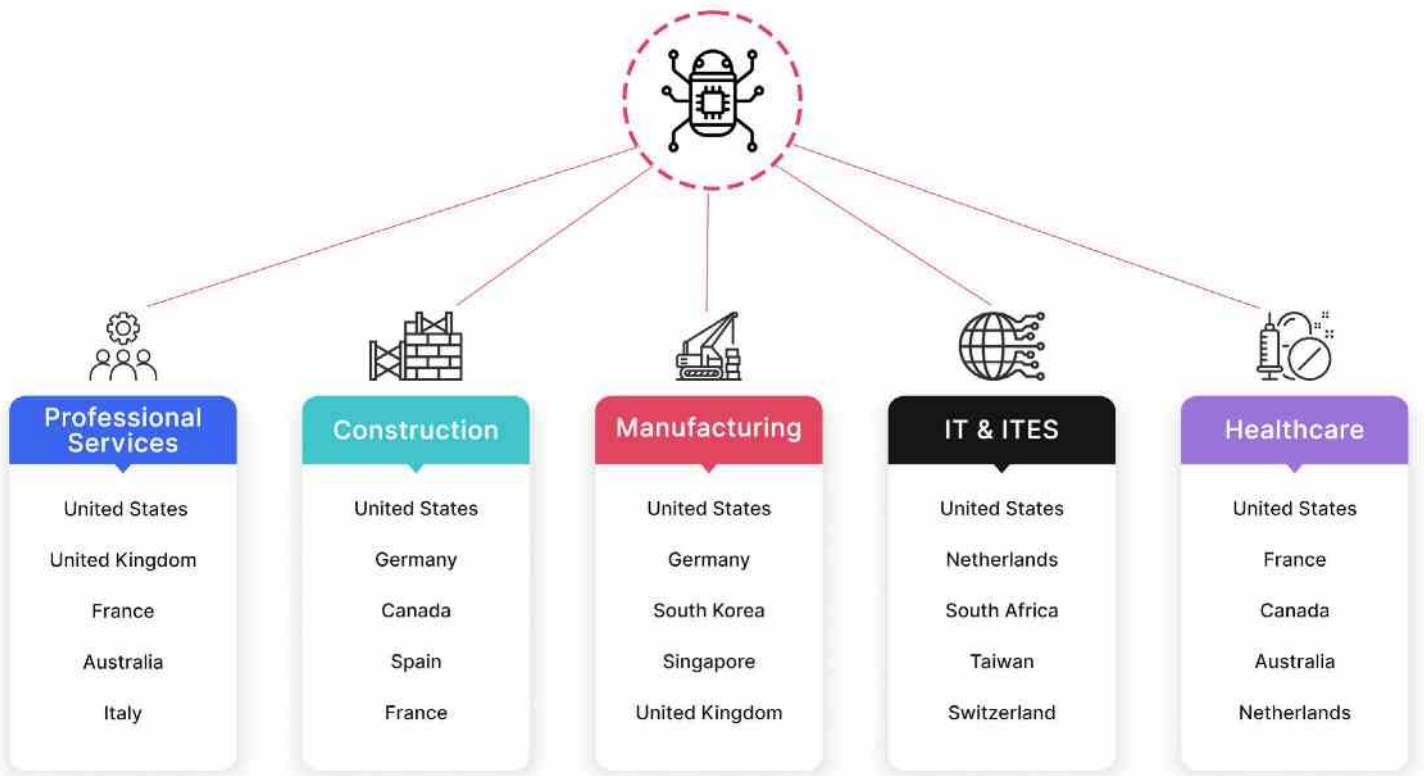 Professional
Services
United States
United Kingdom
France
Australia
Italy
Construction
United States
Germany
Canada
Spain
France
Manufacturing
United States
Germany
South Korea
Singapore
United Kingdom
IT & ITES
United States
Netherlands
South Africa
Taiwan
Switzerland
Healthcare
United States
France
Canada
Australia
Netherlands